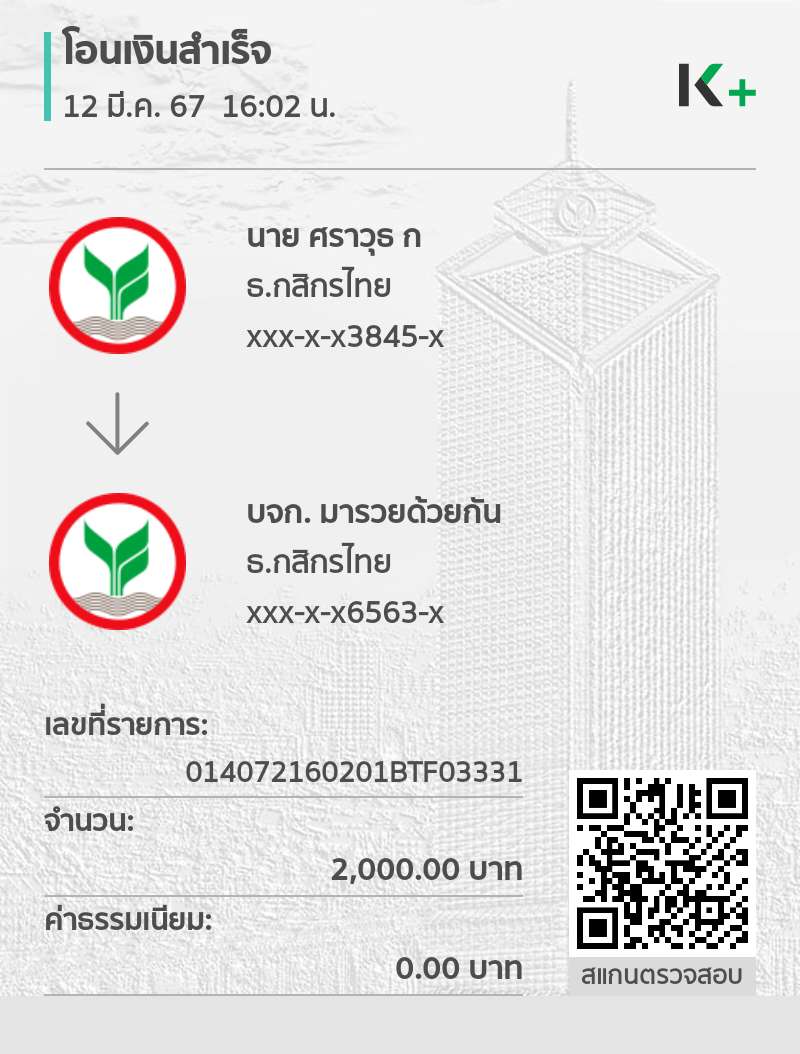 โอนเงินสำเร็จ
12 มี.ค. 67 16:02 น.
K+
นาย ศราวุธ ก
ธ.กสิกรไทย
xxx-x-x3845-x
บจก. มารวยด้วยกัน
ธ.กสิกรไทย
xxx-x-x6563-x
เลขที่รายการ:
014072160201BTF03331
จำนวน:
2,000.00 บาท
ค่าธรรมเนียม:
0.00 บาท
สแกนตรวจสอบ